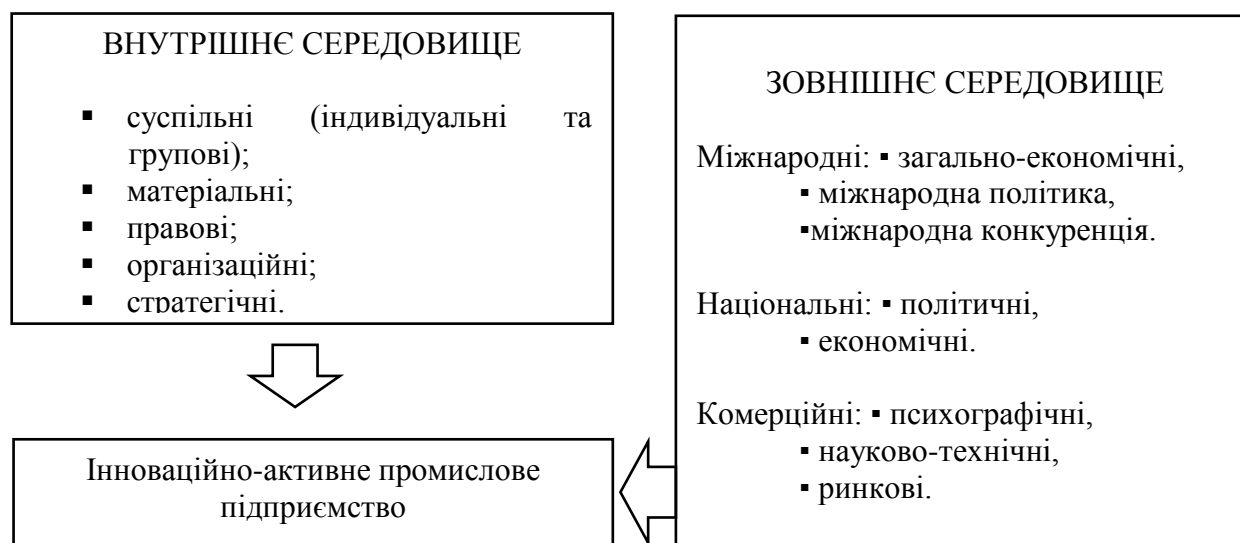 ВНУТРІШНЄ СЕРЕДОВИЩЕ
▪ суспільні (індивідуальні та
групові);
▪ матеріальні;
▪ правові;
▪ організаційні;
▪ стратегічні.
Інноваційно-активне промислове
підприємство
ЗОВНІШНЄ СЕРЕДОВИЩЕ
Міжнародні: ▪ загально-економічні,
▪ міжнародна політика,
▪міжнародна конкуренція.
Національні: ▪ політичні,
▪ економічні.
Комерційні: ▪ психографічні,
▪ науково-технічні,
▪ ринкові.